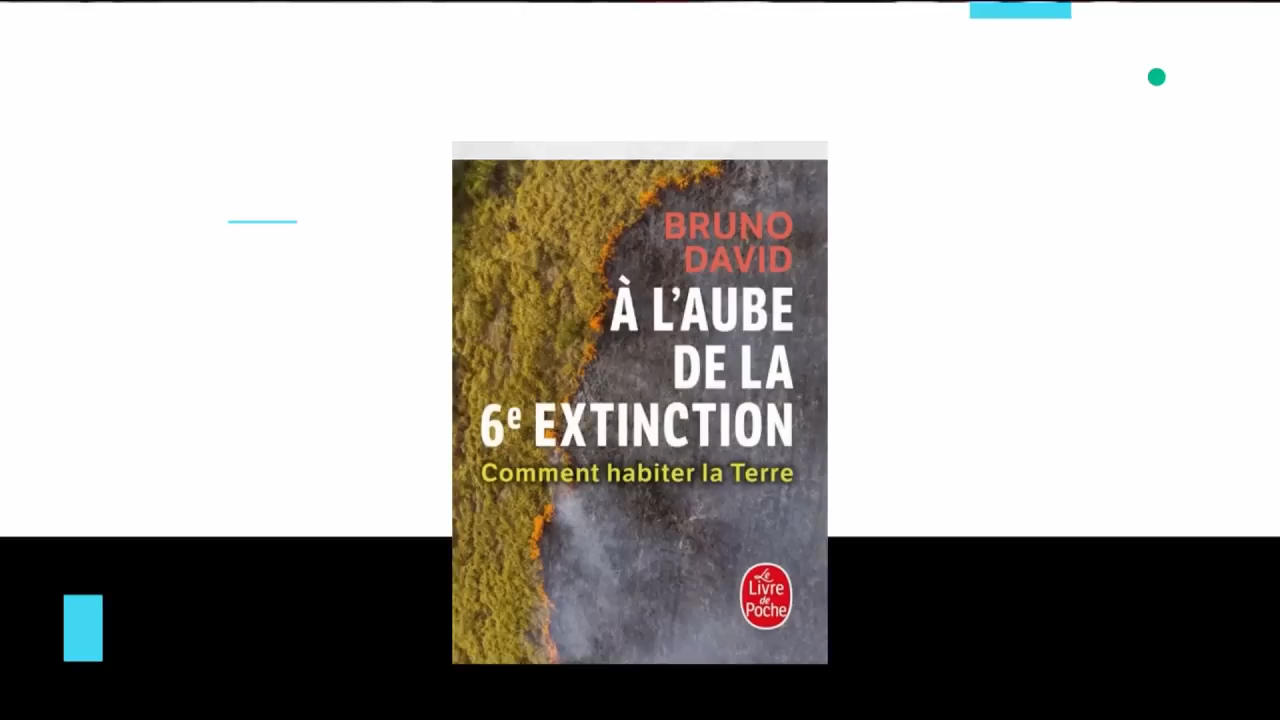 BRUNO
DAVID
À L’AUBE
DE LA
6e EXTINCTION
Comment habiter la Terre
Le
Livre
de
Poche